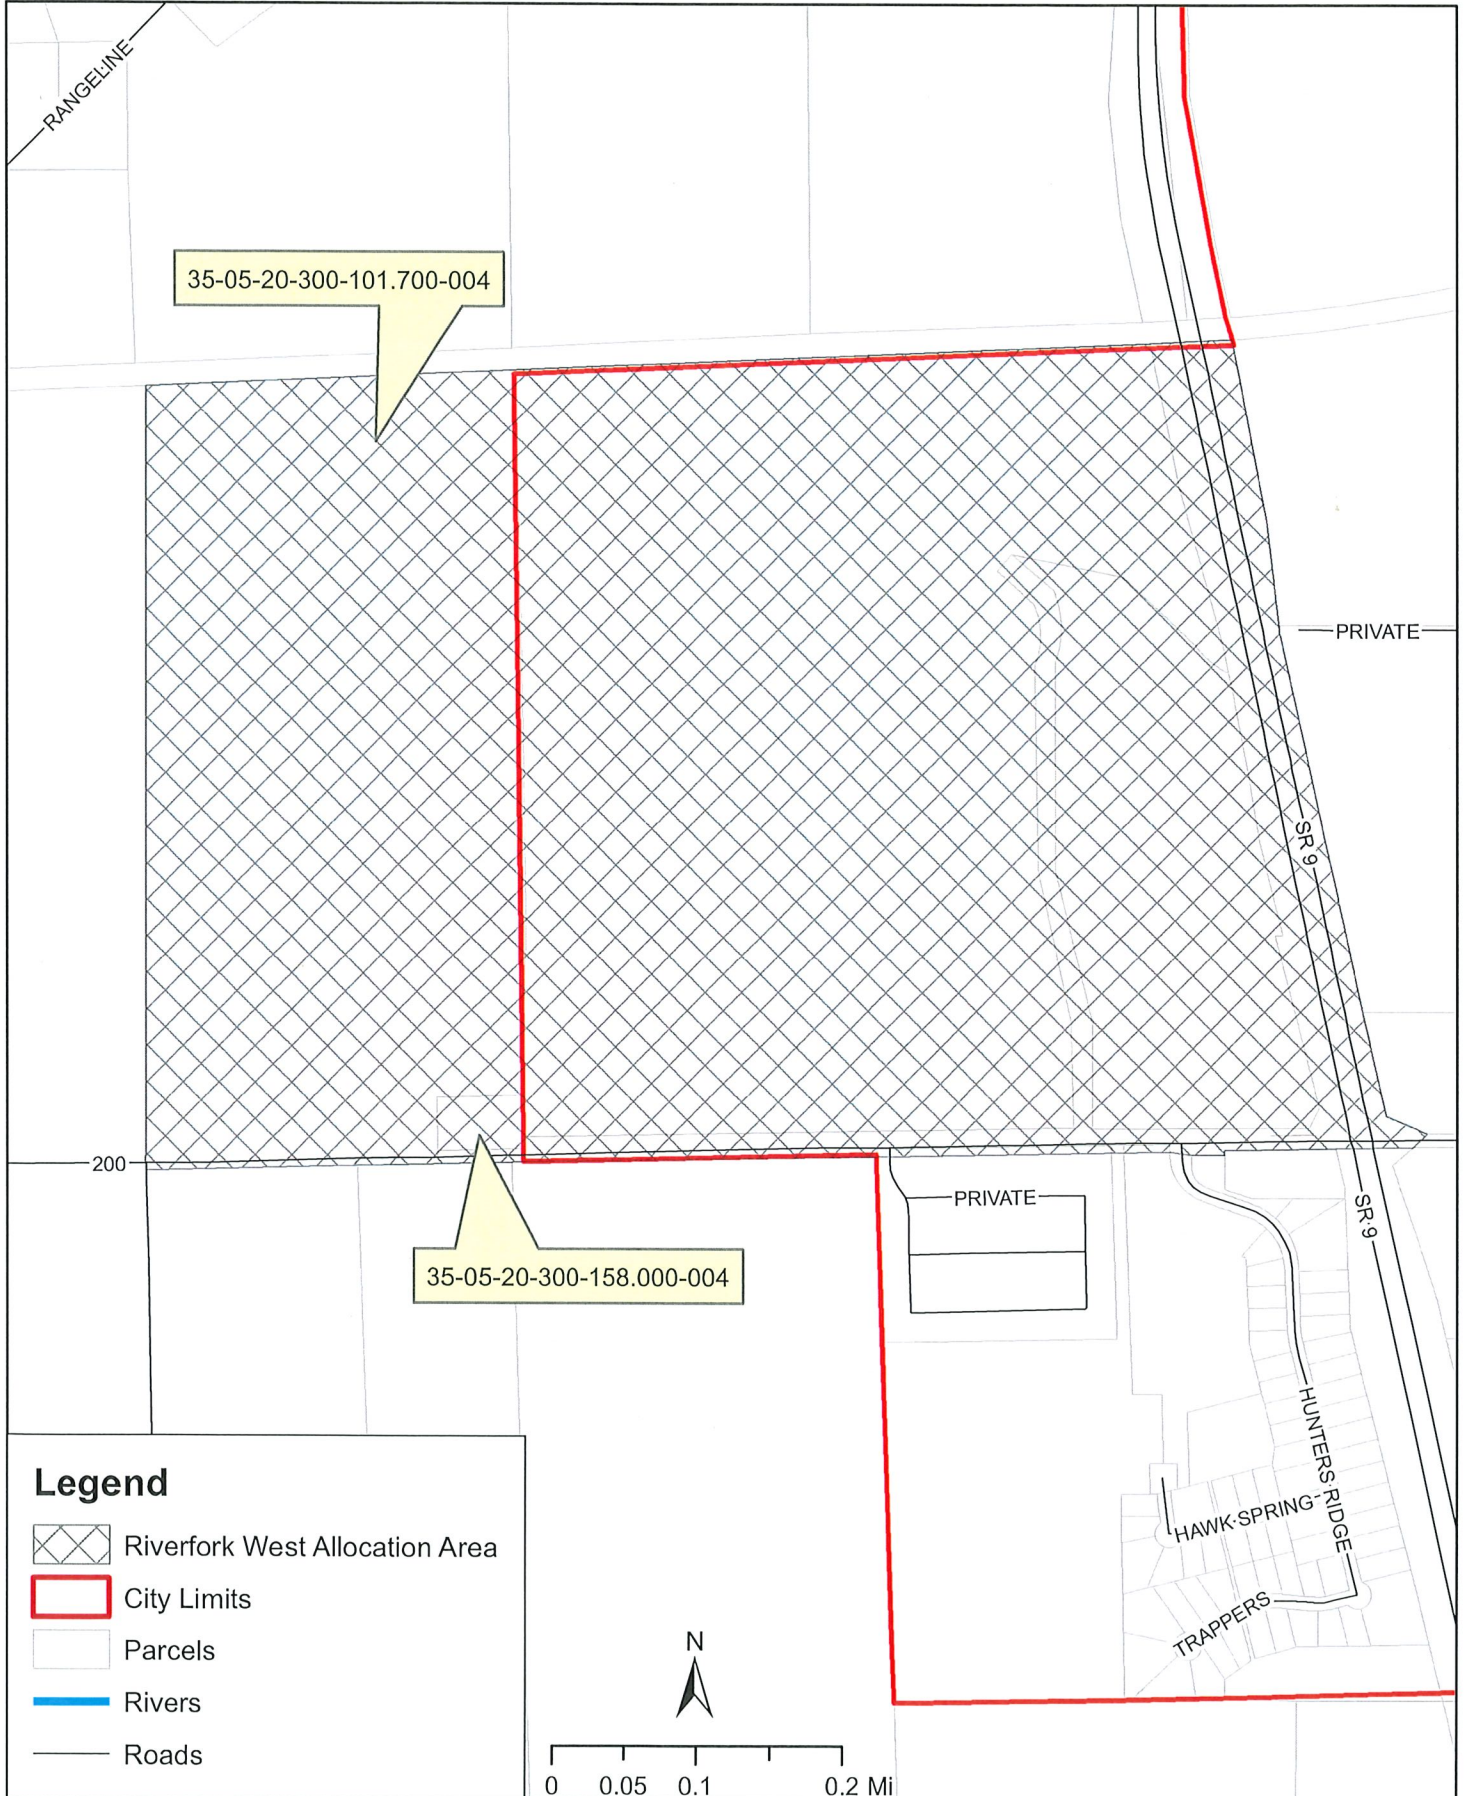 RANGELINE
35-05-20-300-101.700-004
PRIVATE
SR 9
200
PRIVATE
SR 9
35-05-20-300-158.000-004
HUNTERS RIDGE
HAWK SPRING
TRAPPERS
Legend
Riverfork West Allocation Area
City Limits
Parcels
Rivers
Roads
N
0 0.05 0.1 0.2 Mi